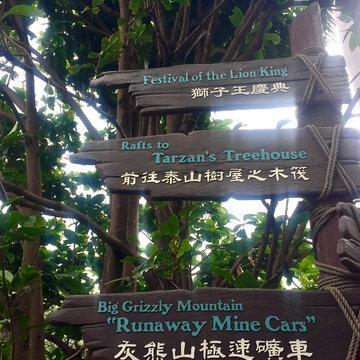 Festival of the Lion King
獅子王慶典
Rafts to
Tarzan's Treehouse
前往泰山樹屋之木筏
Big Grizzly Mountain
"Runaway Mine Cars"
灰熊山極速礦車